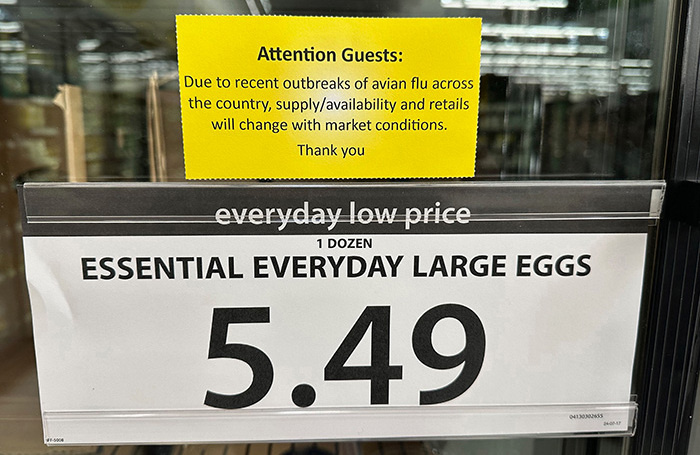 Attention Guests:
Due to recent outbreaks of avian flu across
the country, supply/availability and retails
will change with market conditions.
Thank you
everyday low price
1 DOZEN
ESSENTIAL EVERYDAY LARGE EGGS
5.49